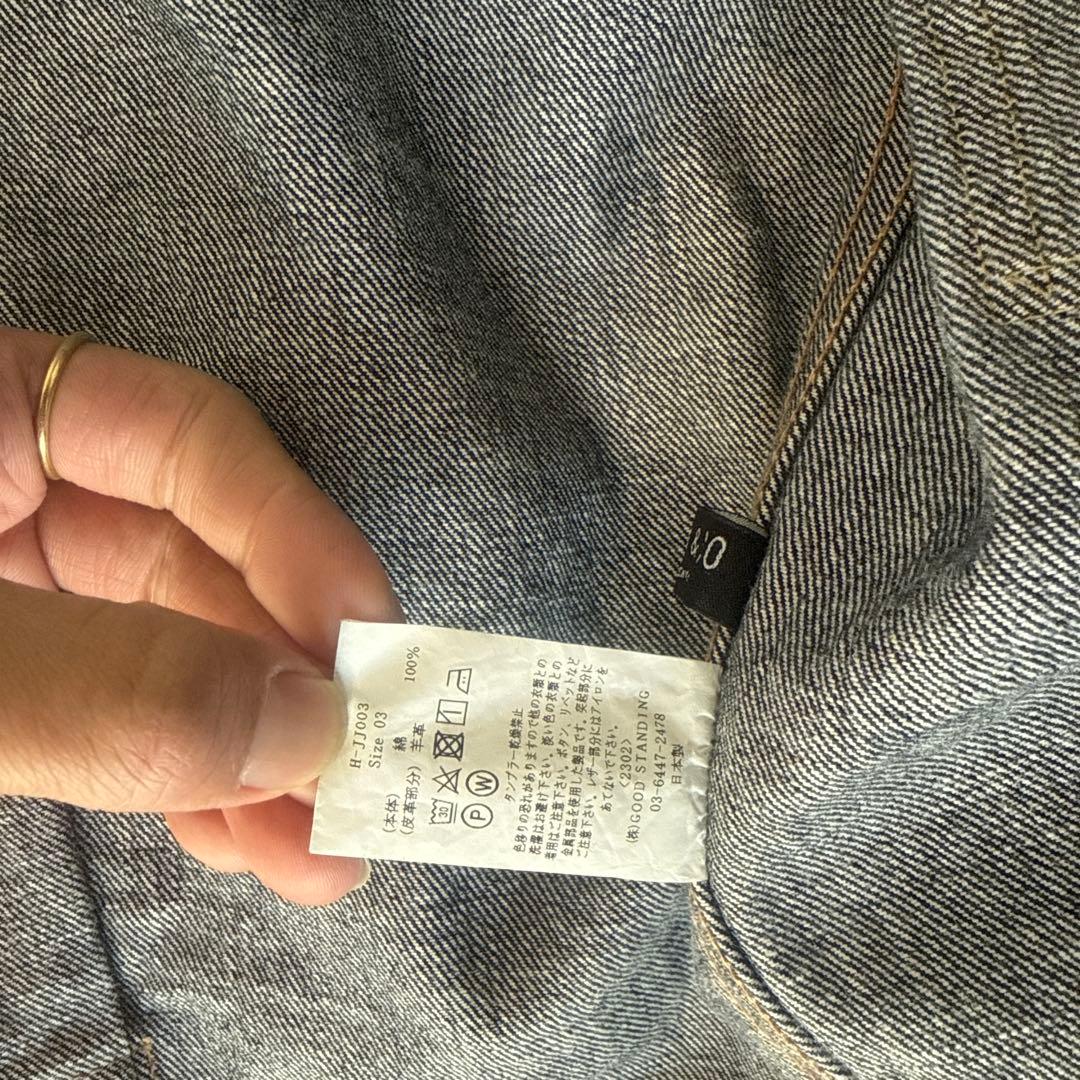 H-JJ003
Size 03
(本体) 綿 100%
(皮革部分) 羊革
30
P W
タンブラー乾燥禁止
色移りの恐れがありますので他の衣類との
洗濯はお避け下さい。淡い色の衣類との
着用はご注意下さい。ボタン、リベットなど
金属部品を使用した製品です。突起部分に
ご注意下さい。レザー部分にはアイロンを
あてないで下さい。
<2302>
(株)GOOD STANDING
03-6447-2478
日本製
&'O